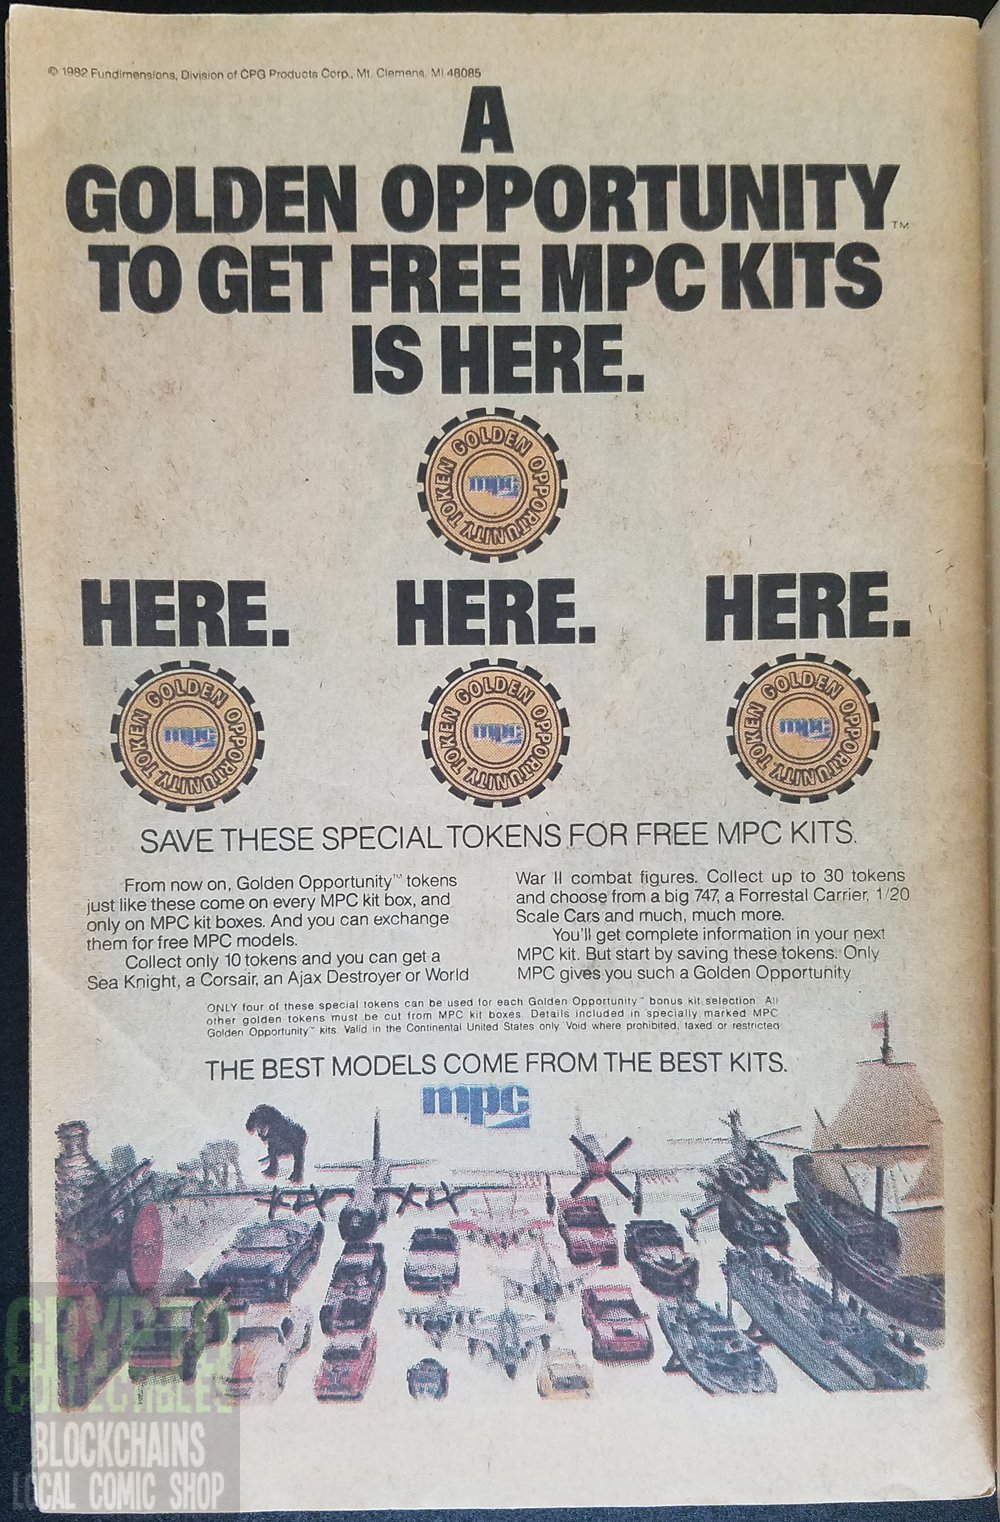 © 1982 Fundimensions, Division of CPG Products Corp., Mt. Clemens, MI 48085
A
GOLDEN OPPORTUNITY™
TO GET FREE MPC KITS
IS HERE.
GOLDEN OPPORTUNITY TOKEN
mpc
HERE. HERE. HERE.
GOLDEN OPPORTUNITY TOKEN
mpc
GOLDEN OPPORTUNITY TOKEN
mpc
GOLDEN OPPORTUNITY TOKEN
mpc
SAVE THESE SPECIAL TOKENS FOR FREE MPC KITS.
From now on, Golden Opportunity™ tokens
just like these come on every MPC kit box, and
only on MPC kit boxes. And you can exchange
them for free MPC models.
Collect only 10 tokens and you can get a
Sea Knight, a Corsair, an Ajax Destroyer or World
War II combat figures. Collect up to 30 tokens
and choose from a big 747, a Forrestal Carrier, 1/20
Scale Cars and much, much more.
You'll get complete information in your next
MPC kit. But start by saving these tokens. Only
MPC gives you such a Golden Opportunity
ONLY four of these special tokens can be used for each Golden Opportunity™ bonus kit selection. All
other golden tokens must be cut from MPC kit boxes. Details included in specially marked MPC
Golden Opportunity™ kits. Valid in the Continental United States only. Void where prohibited, taxed or restricted
THE BEST MODELS COME FROM THE BEST KITS.
mpc
CRYPTO
COLLECTIBLES
BLOCKCHAINS
LOCAL COMIC SHOP